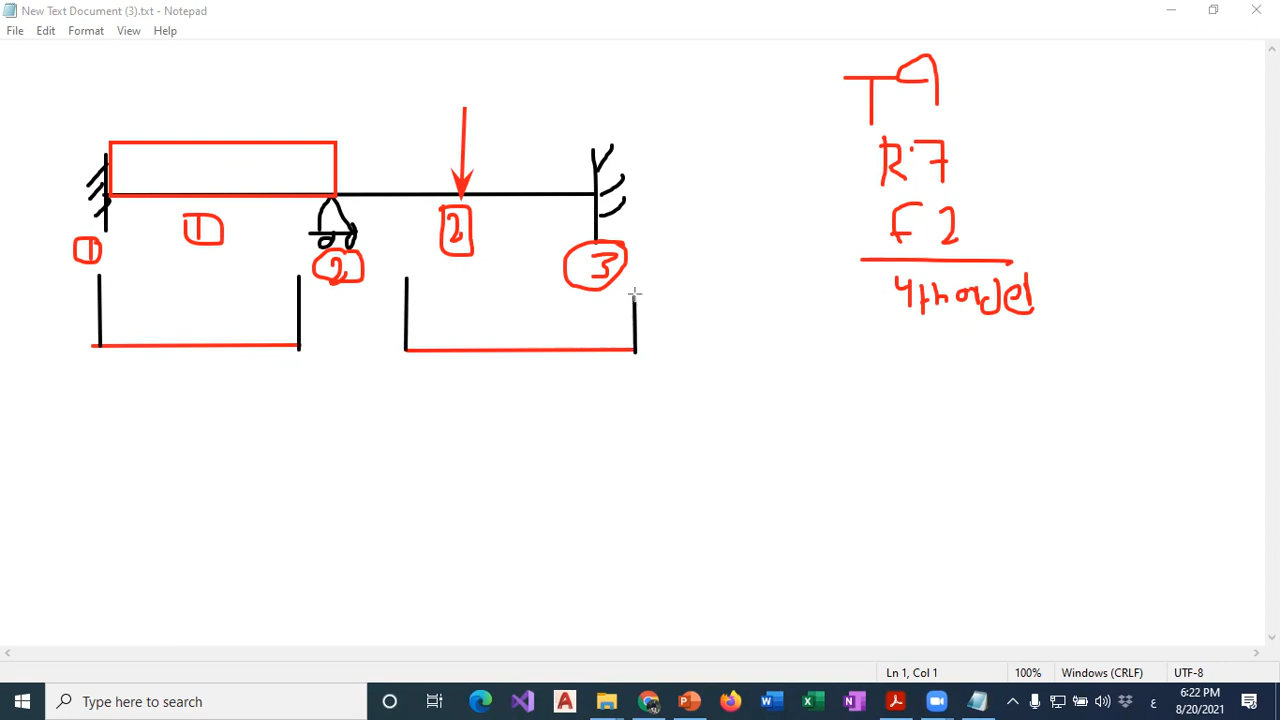 New Text Document (3).txt - Notepad
File Edit Format View Help
R.7
F 2
4th order
1
1
2
2
3
Ln 1, Col 1 100% Windows (CRLF) UTF-8
Type here to search
ع
6:22 PM
8/20/2021